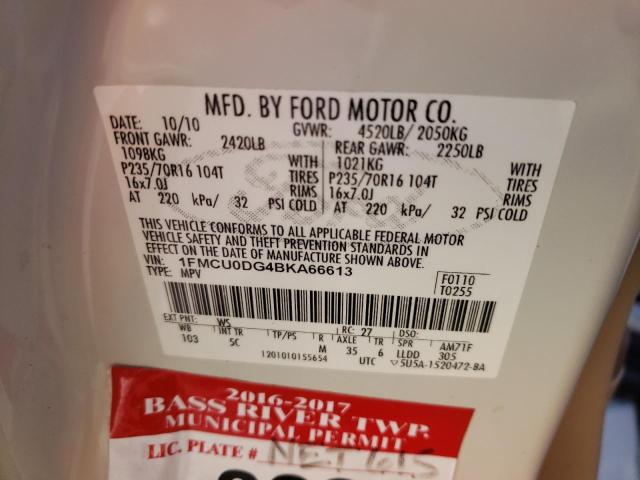 MFD. BY FORD MOTOR CO.
DATE: 10/10 GVWR: 4520LB/ 2050KG
FRONT GAWR: 2420LB REAR GAWR: 2250LB
1098KG WITH 1021KG WITH
P235/70R16 104T TIRES P235/70R16 104T TIRES
16x7.0J RIMS 16x7.0J RIMS
AT 220 kPa/ 32 PSI COLD AT 220 kPa/ 32 PSI COLD
THIS VEHICLE CONFORMS TO ALL APPLICABLE FEDERAL MOTOR
VEHICLE SAFETY AND THEFT PREVENTION STANDARDS IN
EFFECT ON THE DATE OF MANUFACTURE SHOWN ABOVE.
VIN: 1FMCU0DG4BKA66613
TYPE: MPV
F0110
T0255
EXT PNT: WS RC: 27 DSO:
WB INT TR TP/PS R AXLE TR SPR AM71F
103 5C M 35 6 LLDD 305
1201010155654 UTC 5U5A-1520472-BA
2016-2017
BASS RIVER TWP.
MUNICIPAL PERMIT
LIC. PLATE #